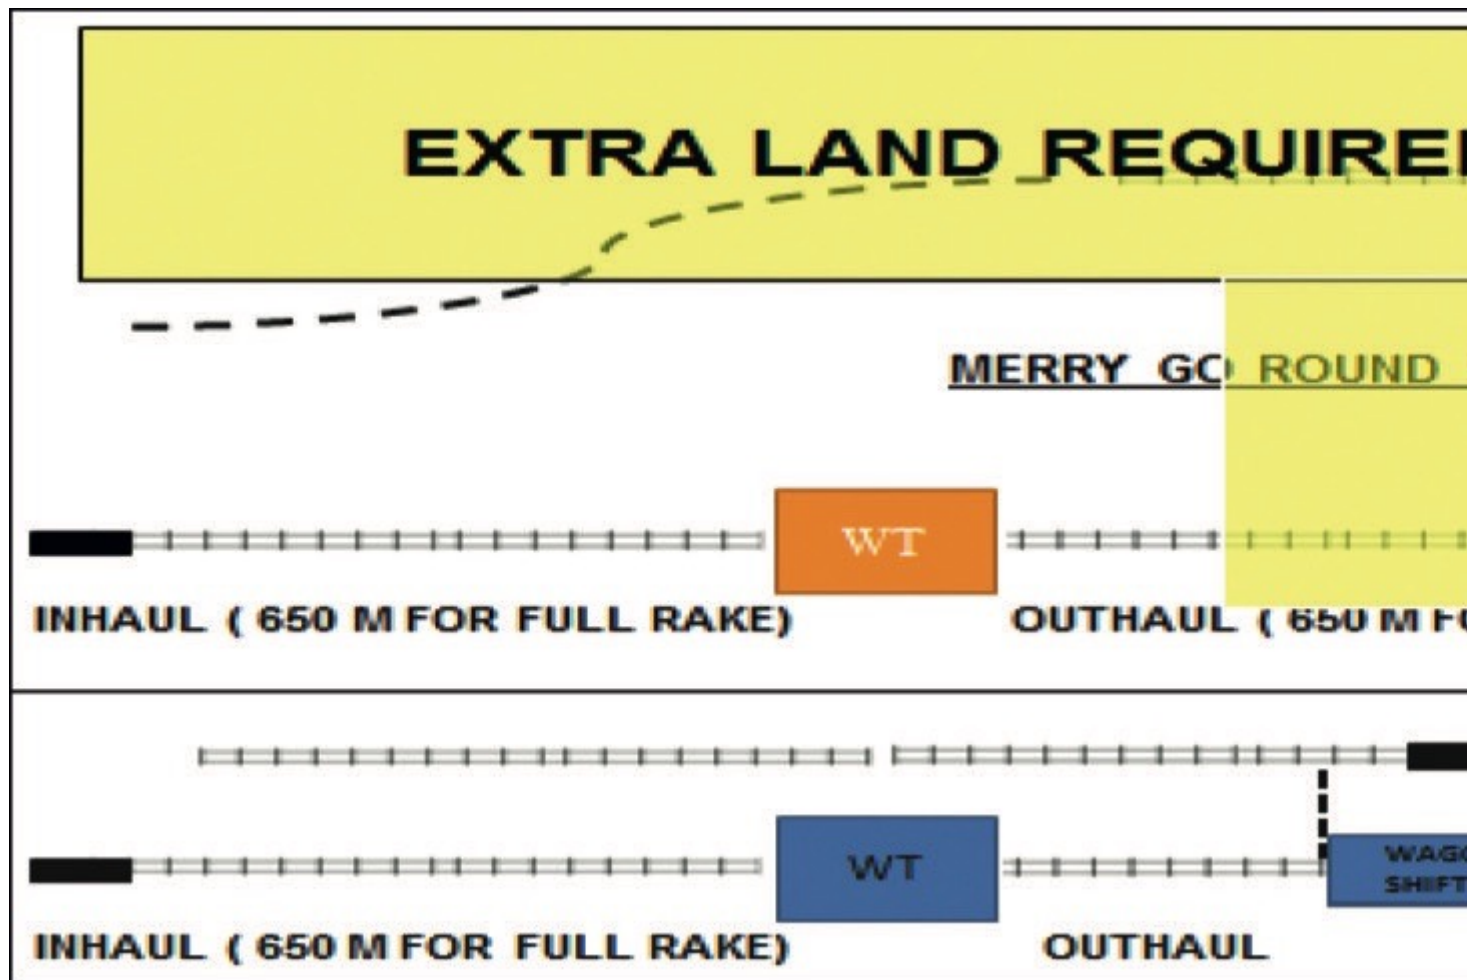 EXTRA LAND REQUIRE
MERRY GO ROUND
WT
INHAUL ( 650 M FOR FULL RAKE)
OUTHAUL ( 650 M
WT
SHIFT
INHAUL ( 650 M FOR FULL RAKE)
OUTHAUL